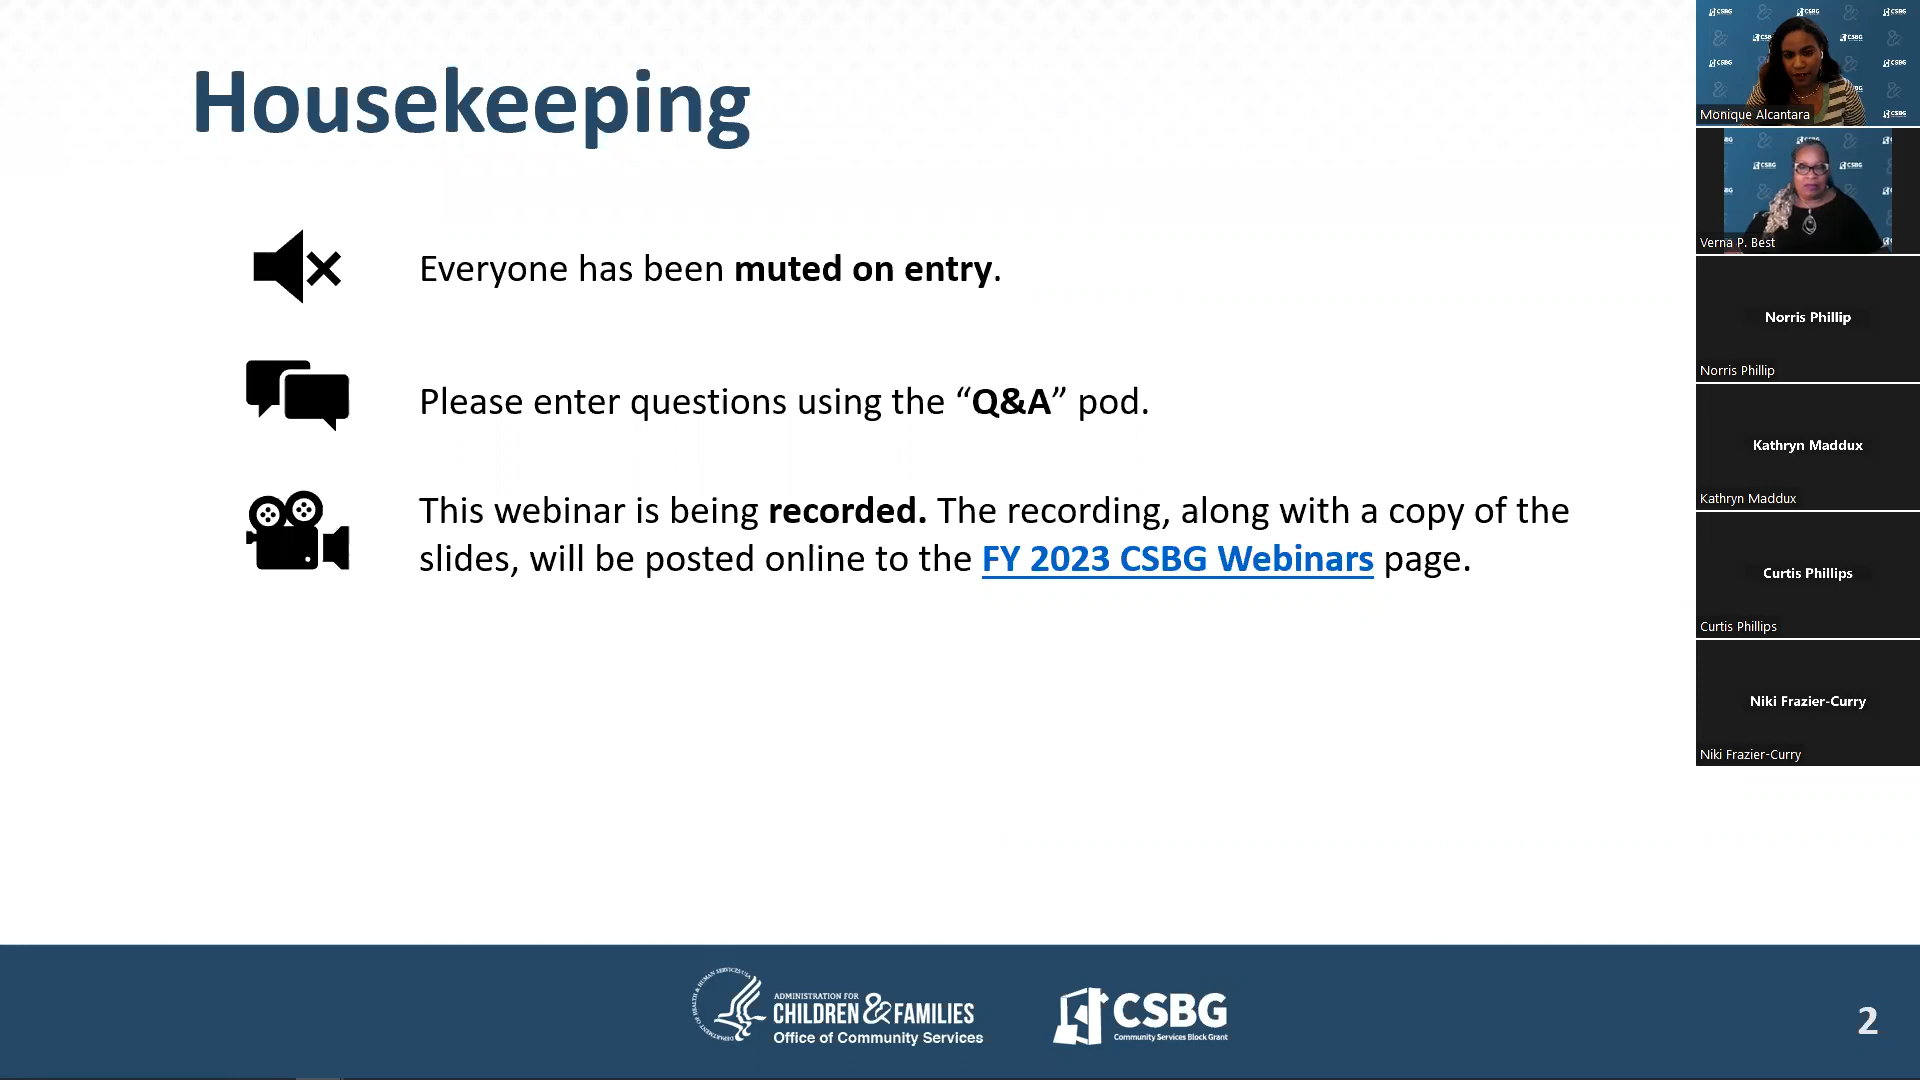 Housekeeping
Everyone has been muted on entry.
Please enter questions using the “Q&A” pod.
This webinar is being recorded. The recording, along with a copy of the
slides, will be posted online to the FY 2023 CSBG Webinars page.
Monique Alcantara
Verna P. Best
Norris Phillip
Norris Phillip
Kathryn Maddux
Kathryn Maddux
Curtis Phillips
Curtis Phillips
Niki Frazier-Curry
Niki Frazier-Curry
ADMINISTRATION FOR
CHILDREN & FAMILIES
Office of Community Services
CSBG
Community Services Block Grant
2